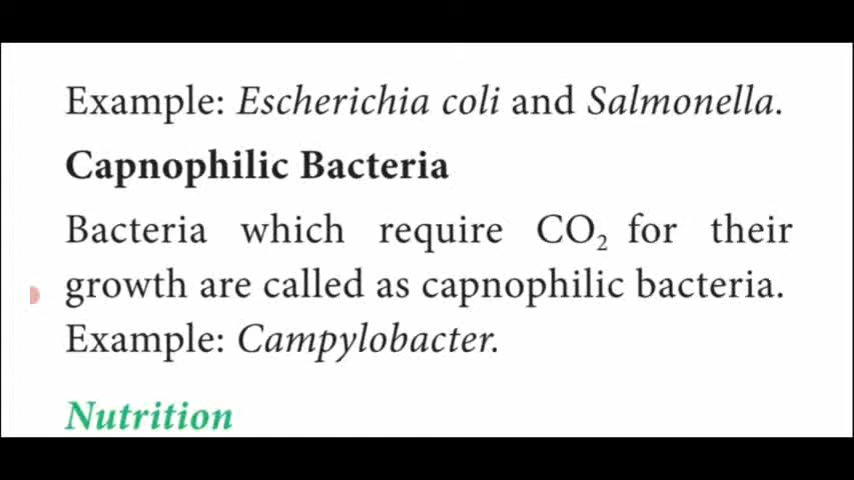 Example: Escherichia coli and Salmonella.
Capnophilic Bacteria
Bacteria which require CO₂ for their
growth are called as capnophilic bacteria.
Example: Campylobacter.
Nutrition